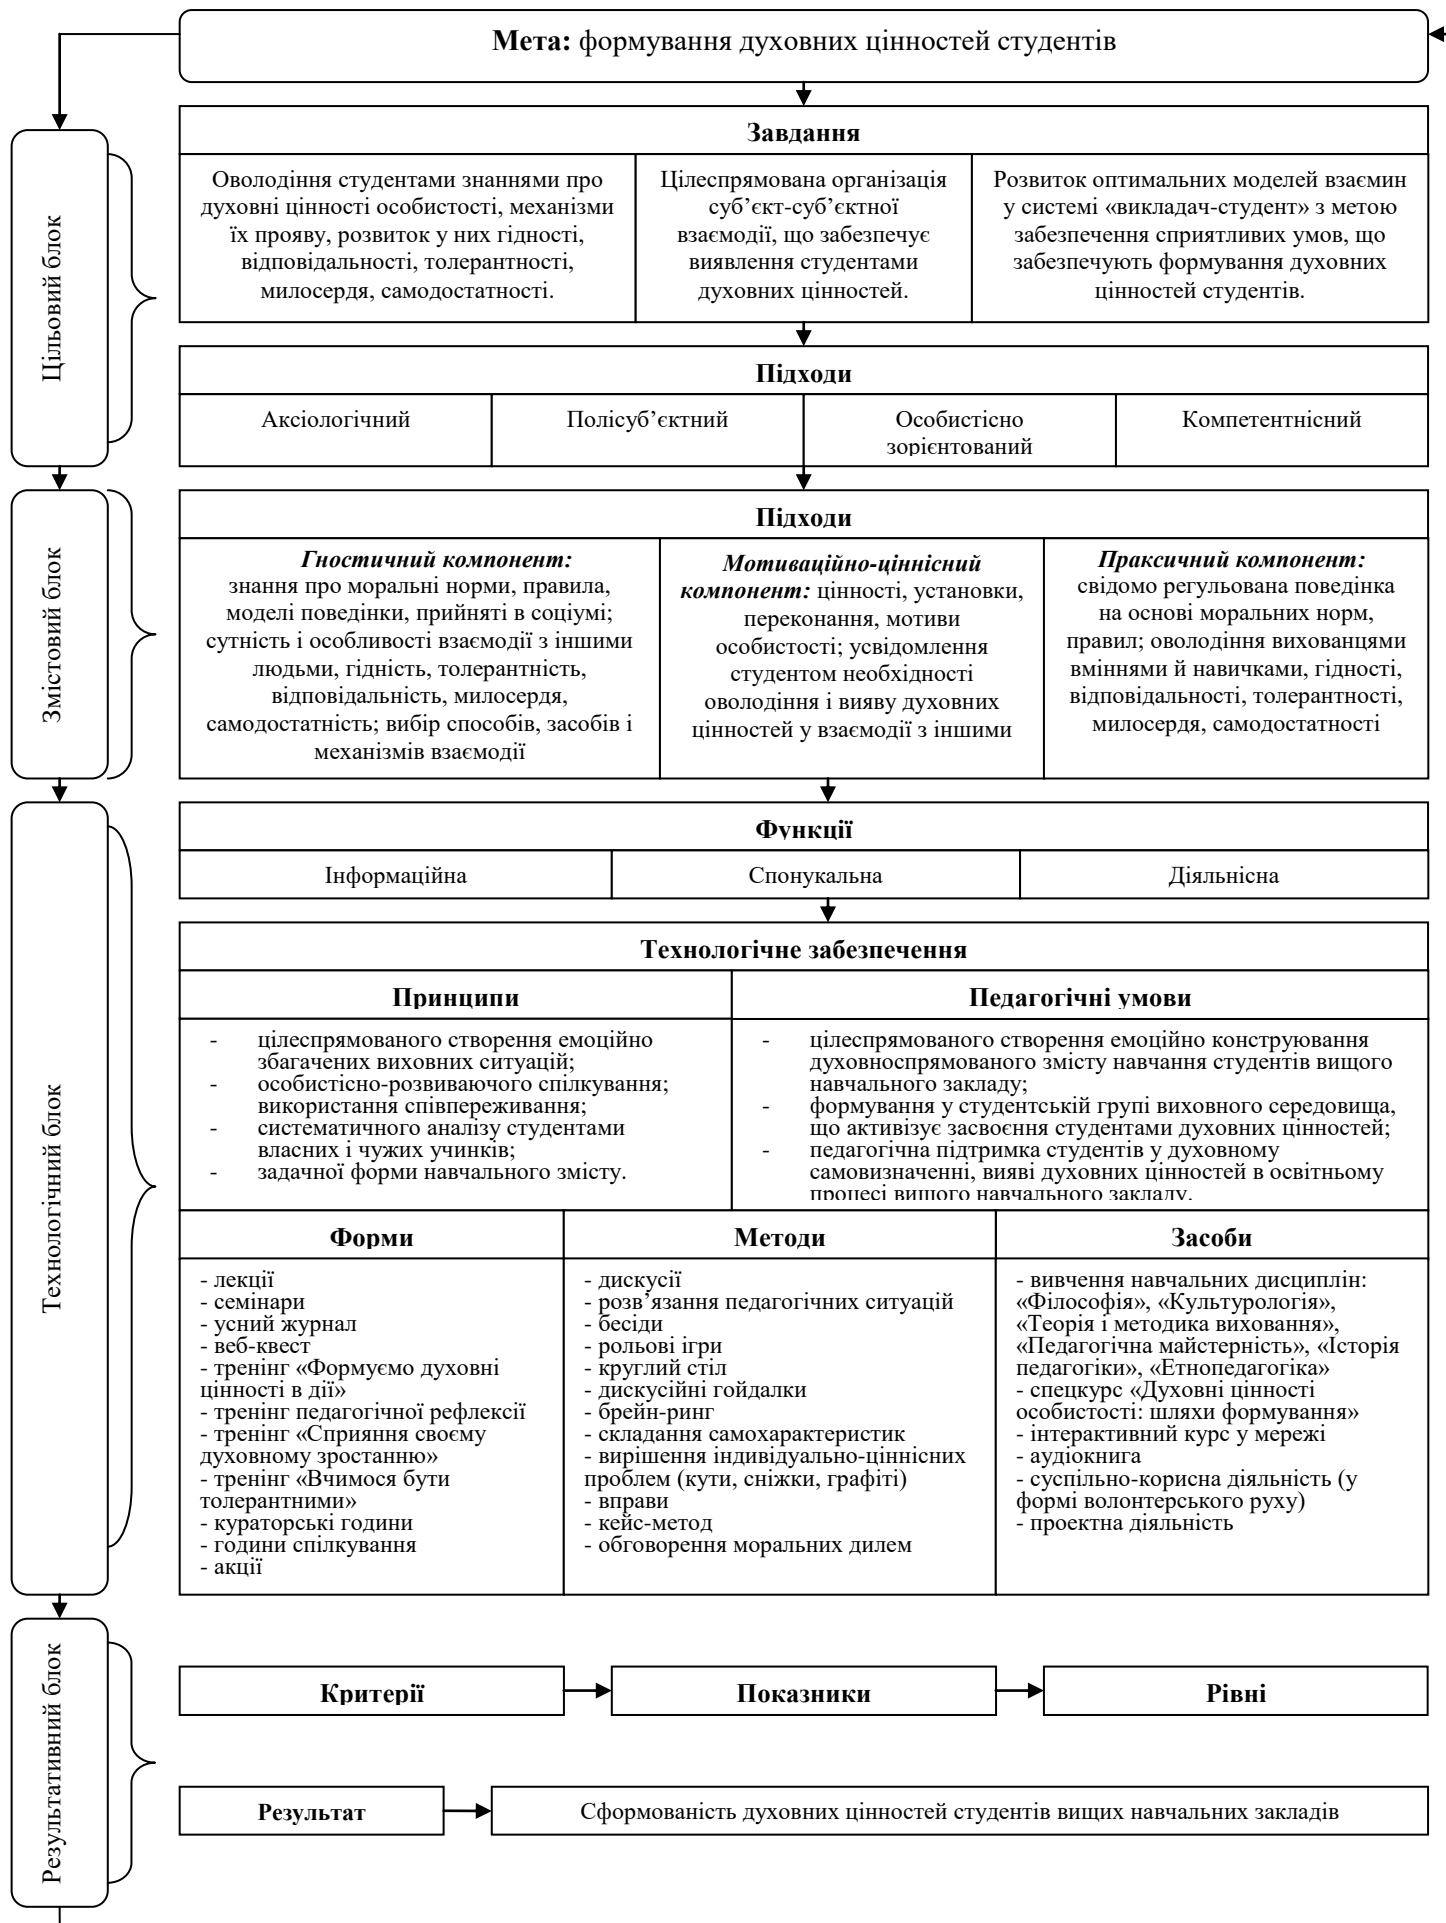 Мета: формування духовних цінностей студентів
Цільовий блок
Завдання
Оволодіння студентами знаннями про
духовні цінності особистості, механізми
їх прояву, розвиток у них гідності,
відповідальності, толерантності,
милосердя, самодостатності.
Цілеспрямована організація
суб’єкт-суб’єктної
взаємодії, що забезпечує
виявлення студентами
духовних цінностей.
Розвиток оптимальних моделей взаємин
у системі «викладач-студент» з метою
забезпечення сприятливих умов, що
забезпечують формування духовних
цінностей студентів.
Підходи
Аксіологічний
Полісуб’єктний
Особистісно
зорієнтований
Компетентнісний
Змістовий блок
Підходи
Гностичний компонент:
знання про моральні норми, правила,
моделі поведінки, прийняті в соціумі;
сутність і особливості взаємодії з іншими
людьми, гідність, толерантність,
відповідальність, милосердя,
самодостатність; вибір способів, засобів і
механізмів взаємодії
Мотиваційно-ціннісний
компонент: цінності, установки,
переконання, мотиви
особистості; усвідомлення
студентом необхідності
оволодіння і вияву духовних
цінностей у взаємодії з іншими
Праксичний компонент:
свідомо регульована поведінка
на основі моральних норм,
правил; оволодіння вихованцями
вміннями й навичками, гідності,
відповідальності, толерантності,
милосердя, самодостатності
Технологічний блок
Функції
Інформаційна
Спонукальна
Діяльнісна
Технологічне забезпечення
Принципи
- цілеспрямованого створення емоційно
збагачених виховних ситуацій;
- особистісно-розвиваючого спілкування;
використання співпереживання;
- систематичного аналізу студентами
власних і чужих учинків;
- задачної форми навчального змісту.
Педагогічні умови
- цілеспрямованого створення емоційно конструювання
духовноспрямованого змісту навчання студентів вищого
навчального закладу;
- формування у студентській групі виховного середовища,
що активізує засвоєння студентами духовних цінностей;
- педагогічна підтримка студентів у духовному
самовизначенні, вияві духовних цінностей в освітньому
процесі вищого навчального закладу.
Форми
- лекції
- семінари
- усний журнал
- веб-квест
- тренінг «Формуємо духовні
цінності в дії»
- тренінг педагогічної рефлексії
- тренінг «Сприяння своєму
духовному зростанню»
- тренінг «Вчимося бути
толерантними»
- кураторські години
- години спілкування
- акції
Методи
- дискусії
- розв’язання педагогічних ситуацій
- бесіди
- рольові ігри
- круглий стіл
- дискусійні гойдалки
- брейн-ринг
- складання самохарактеристик
- вирішення індивідуально-ціннісних
проблем (кути, сніжки, графіті)
- вправи
- кейс-метод
- обговорення моральних дилем
Засоби
- вивчення навчальних дисциплін:
«Філософія», «Культурологія»,
«Теорія і методика виховання»,
«Педагогічна майстерність», «Історія
педагогіки», «Етнопедагогіка»
- спецкурс «Духовні цінності
особистості: шляхи формування»
- інтерактивний курс у мережі
- аудіокнига
- суспільно-корисна діяльність (у
формі волонтерського руху)
- проектна діяльність
Результативний блок
Критерії
Показники
Рівні
Результат
Сформованість духовних цінностей студентів вищих навчальних закладів